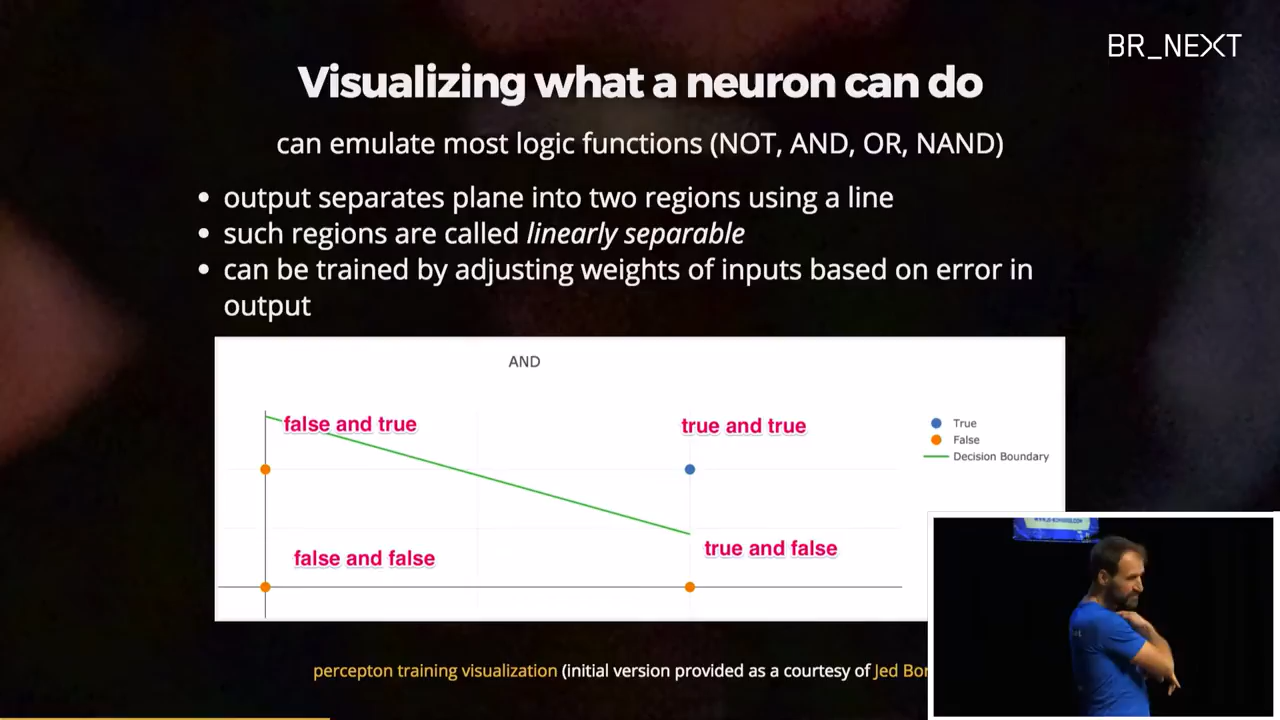 BR_NEXT
Visualizing what a neuron can do
can emulate most logic functions (NOT, AND, OR, NAND)
• output separates plane into two regions using a line
• such regions are called linearly separable
• can be trained by adjusting weights of inputs based on error in
output
AND
false and true
true and true
True
False
Decision Boundary
false and false
true and false
percepton training visualization (initial version provided as a courtesy of Jed